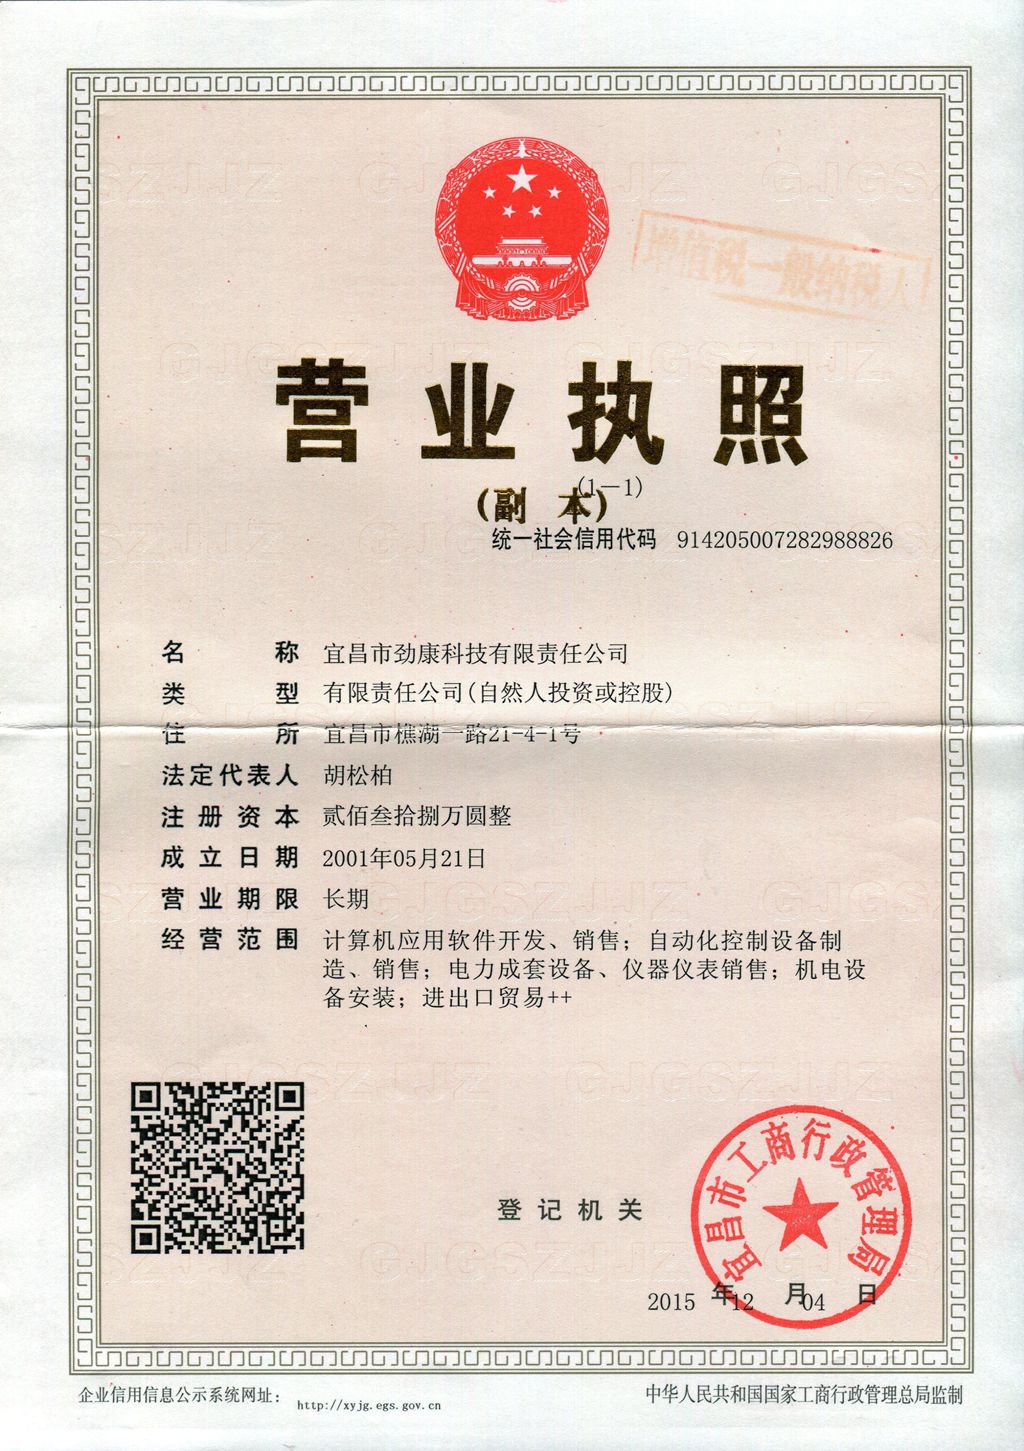 增值税一般纳税人
营业执照
(副 本)
(1-1)
统一社会信用代码 914205007282988826
名 称 宜昌市劲康科技有限责任公司
类 型 有限责任公司(自然人投资或控股)
住 所 宜昌市樵湖一路21-4-1号
法定代表人 胡松柏
注册资本 贰佰叁拾捌万圆整
成立日期 2001年05月21日
营业期限 长期
经营范围 计算机应用软件开发、销售；自动化控制设备制
造、销售；电力成套设备、仪器仪表销售；机电设
备安装；进出口贸易++
登记机关
宜昌市工商行政管理局
2015 年12 月04 日
企业信用信息公示系统网址： http://xyjg.egs.gov.cn
中华人民共和国国家工商行政管理总局监制